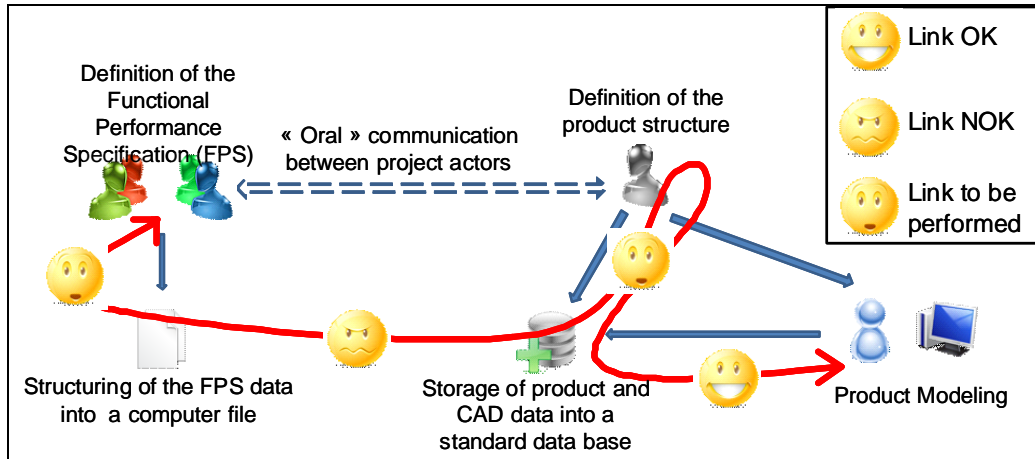 Definition of the
Functional
Performance
Specification (FPS)
« Oral » communication
between project actors
Definition of the
product structure
Link OK
Link NOK
Link to be
performed
Structuring of the FPS data
into a computer file
Storage of product and
CAD data into a
standard data base
Product Modeling